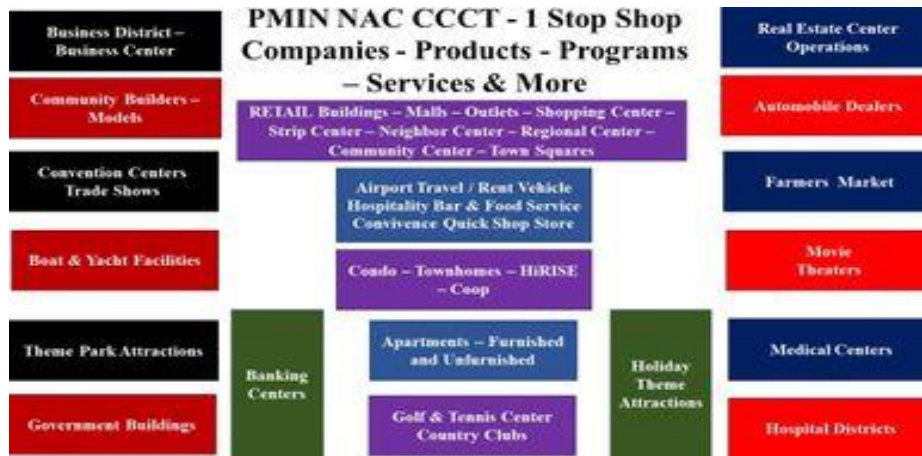 PMIN NAC CCCT - 1 Stop Shop
Companies - Products - Programs
– Services & More
Business District –
Business Center
Community Builders –
Models
Convention Centers
Trade Shows
Boat & Yacht Facilities
Theme Park Attractions
Government Buildings
RETAIL Buildings – Malls – Outlets – Shopping Center –
Strip Center – Neighbor Center – Regional Center –
Community Center – Town Squares
Airport Travel / Rent Vehicle
Hospitality Bar & Food Service
Convivence Quick Shop Store
Condo – Townhomes – HiRISE
– Coop
Banking
Centers
Apartments – Furnished
and Unfurnished
Golf & Tennis Center
Country Clubs
Holiday
Theme
Attractions
Real Estate Center
Operations
Automobile Dealers
Farmers Market
Movie
Theaters
Medical Centers
Hospital Districts